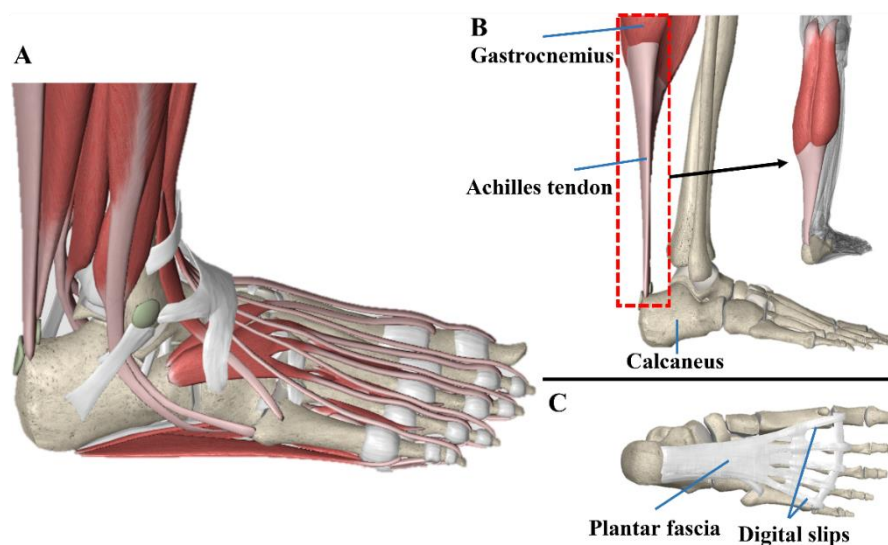 A
B
Gastrocnemius
Achilles tendon
Calcaneus
C
Plantar fascia
Digital slips